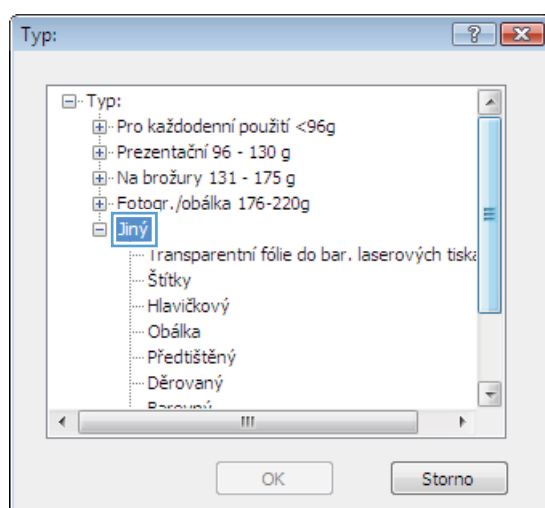 Typ:
Typ:
Pro každodenní použití <96g
Prezentační 96 - 130 g
Na brožury 131 - 175 g
Fotogr./obálka 176-220g
Jiný
Transparentní fólie do bar. laserových tiska
Štítky
Hlavičkový
Obálka
Předtištěný
Děrovaný
Barevný
OK Storno